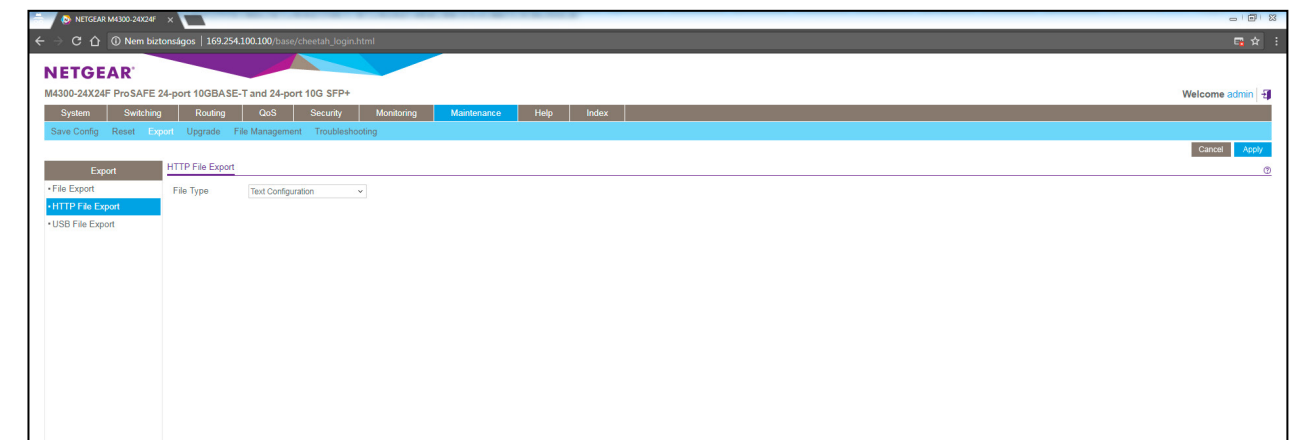 NETGEAR M4300-24X24F
Nem biztonságos | 169.254.100.100/base/cheetah_login.html
NETGEAR®
M4300-24X24F ProSAFE 24-port 10GBASE-T and 24-port 10G SFP+
Welcome admin
System Switching Routing QoS Security Monitoring Maintenance Help Index
Save Config Reset Export Upgrade File Management Troubleshooting
Cancel Apply
Export
HTTP File Export
•File Export
File Type Text Configuration
•HTTP File Export
•USB File Export